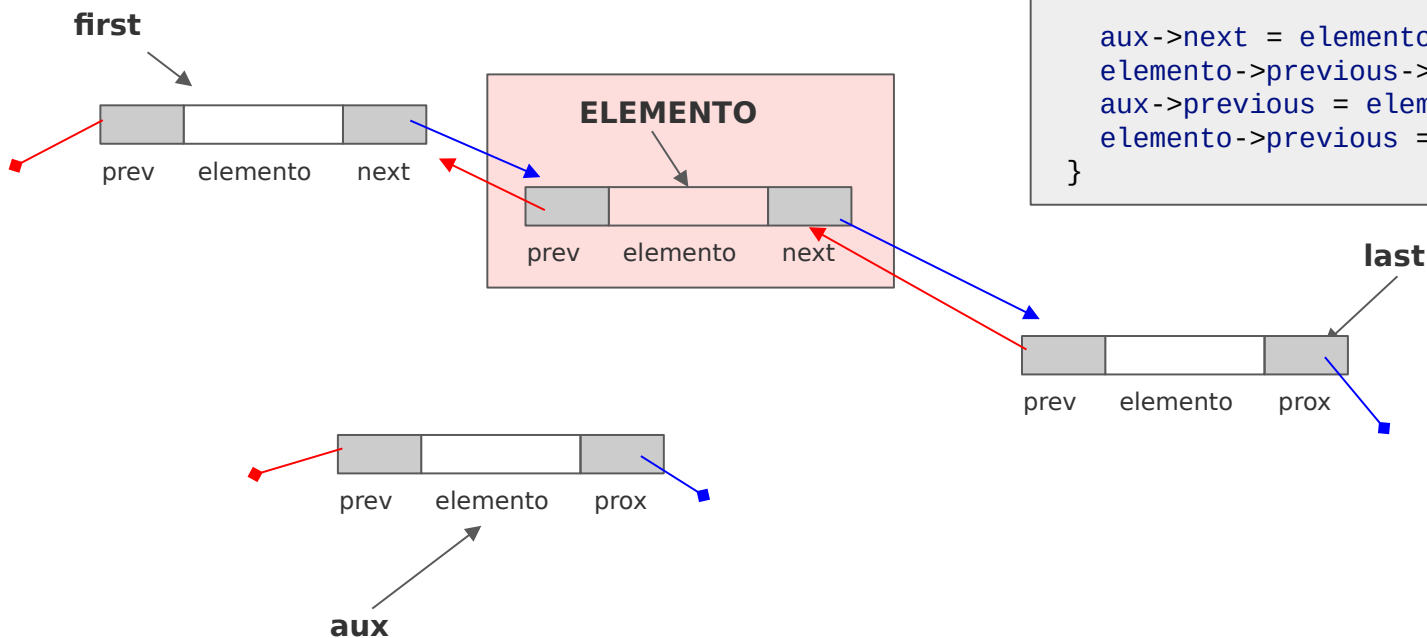 first
prev elemento next
ELEMENTO
prev elemento next
aux->next = elemento
elemento->previous->
aux->previous =
elemento->previous =
}
last
prev elemento prox
prev elemento prox
aux